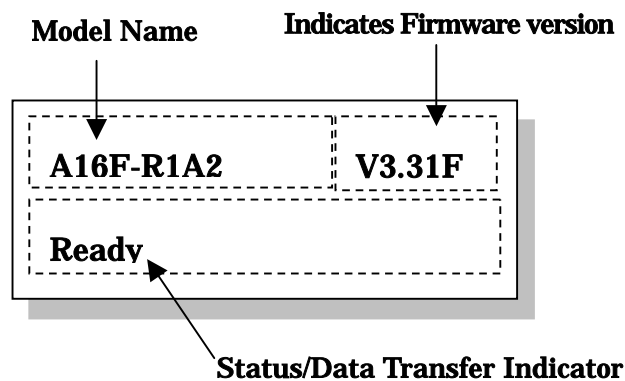 Model Name
Indicates Firmware version
A16F-R1A2
V3.31F
Ready
Status/Data Transfer Indicator